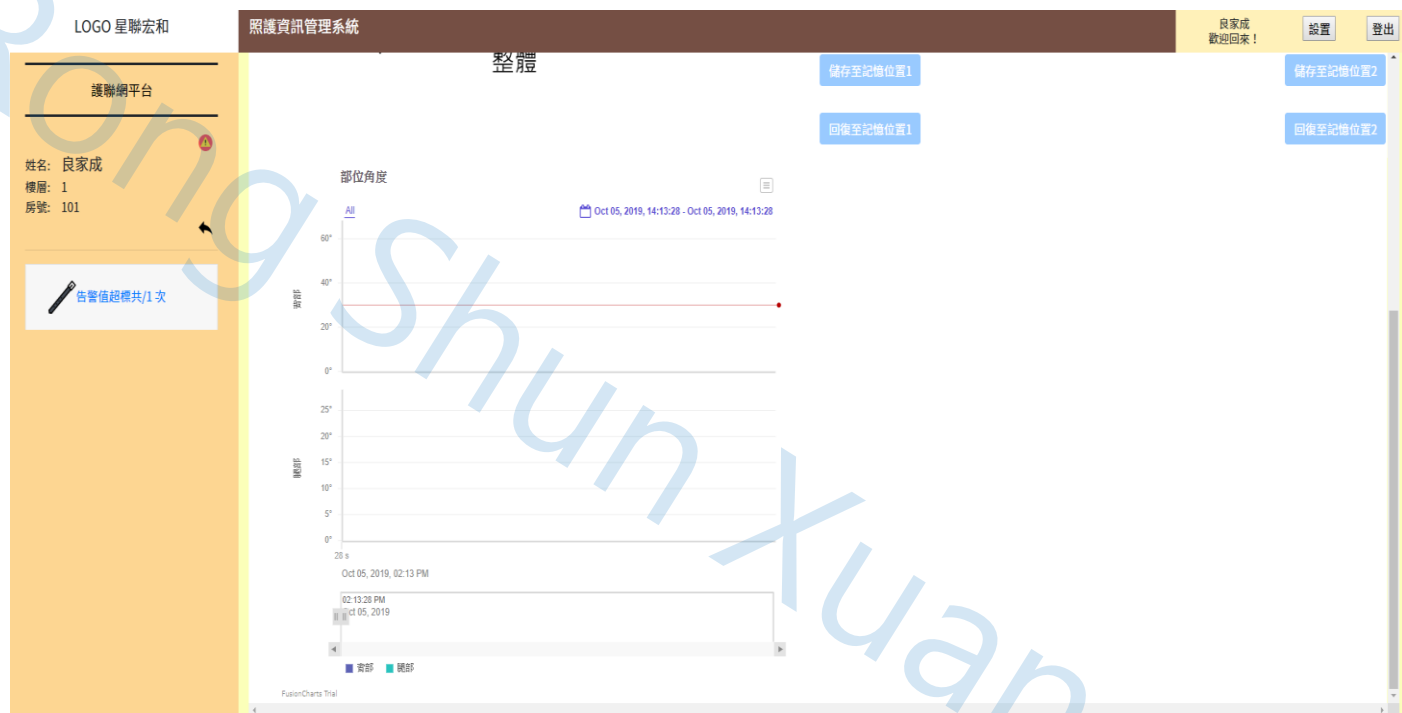 LOGO 星聯宏和
照護資訊管理系統
良家成
歡迎回來！
設置
登出
護聯網平台
姓名: 良家成
樓層: 1
房號: 101
告警值超標共/1 次
整體
儲存至記憶位置1
儲存至記憶位置2
回復至記憶位置1
回復至記憶位置2
部位角度
All
Oct 05, 2019, 14:13:28 - Oct 05, 2019, 14:13:28
60°
40°
20°
0°
25°
20°
15°
10°
5°
0°
腿部
28 s
Oct 05, 2019, 02:13 PM
02:13:28 PM
Oct 05, 2019
腿部
FusionCharts Trial
Rong Shun Xuan